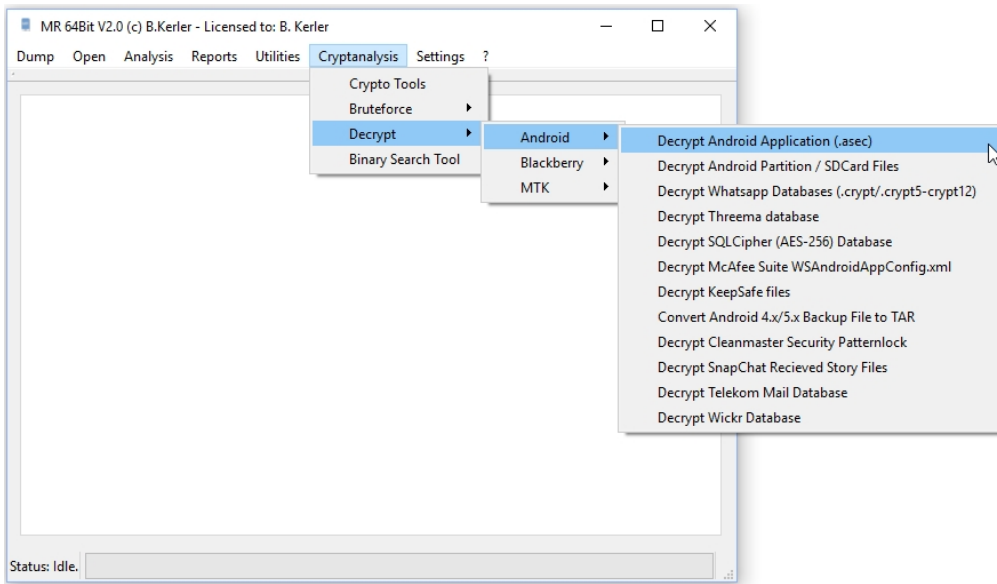 MR 64Bit V2.0 (c) B.Kerler - Licensed to: B. Kerler
Dump Open Analysis Reports Utilities Cryptanalysis Settings ?
Crypto Tools
Bruteforce
Decrypt
Binary Search Tool
Android
Blackberry
MTK
Decrypt Android Application (.asec)
Decrypt Android Partition / SDCard Files
Decrypt Whatsapp Databases (.crypt/.crypt5-crypt12)
Decrypt Threema database
Decrypt SQLCipher (AES-256) Database
Decrypt McAfee Suite WSAndroidAppConfig.xml
Decrypt KeepSafe files
Convert Android 4.x/5.x Backup File to TAR
Decrypt Cleanmaster Security Patternlock
Decrypt SnapChat Recieved Story Files
Decrypt Telekom Mail Database
Decrypt Wickr Database
Status: Idle.